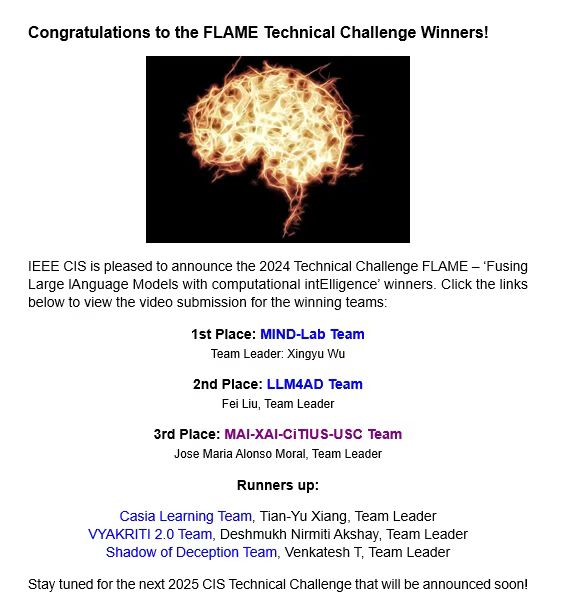 Congratulations to the FLAME Technical Challenge Winners!
IEEE CIS is pleased to announce the 2024 Technical Challenge FLAME – ‘Fusing
Large lAnguage Models with computational intElligence’ winners. Click the links
below to view the video submission for the winning teams:
1st Place: MIND-Lab Team
Team Leader: Xingyu Wu
2nd Place: LLM4AD Team
Fei Liu, Team Leader
3rd Place: MAI-XAI-CiTIUS-USC Team
Jose Maria Alonso Moral, Team Leader
Runners up:
Casia Learning Team, Tian-Yu Xiang, Team Leader
VYAKRITI 2.0 Team, Deshmukh Nirmiti Akshay, Team Leader
Shadow of Deception Team, Venkatesh T, Team Leader
Stay tuned for the next 2025 CIS Technical Challenge that will be announced soon!